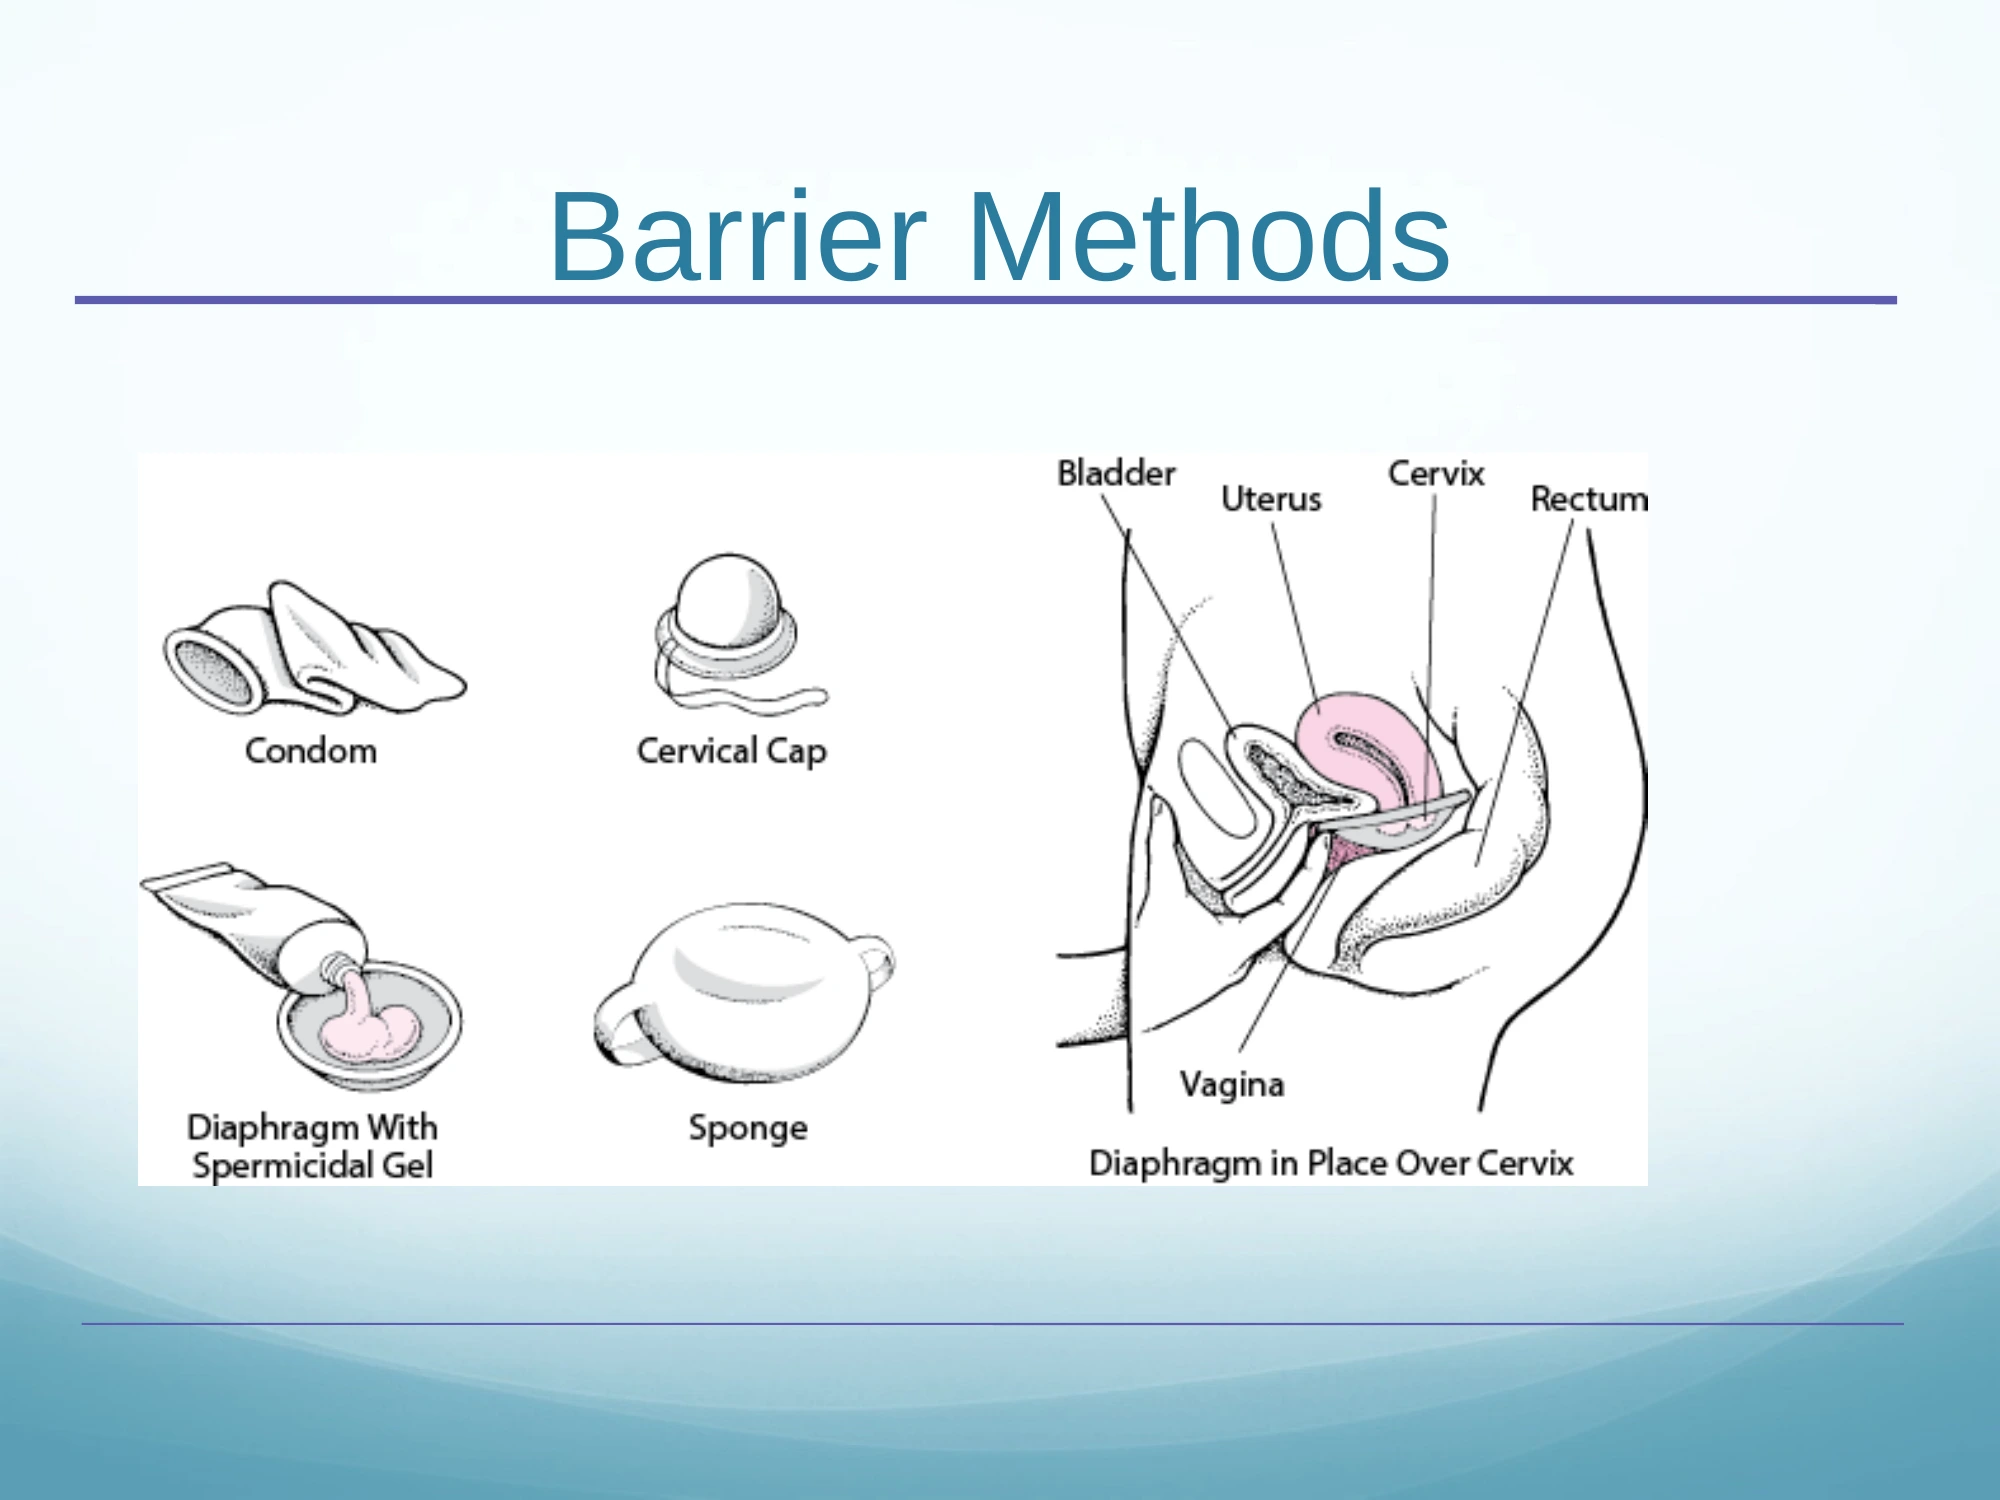 Barrier Methods
Condom
Cervical Cap
Diaphragm With
Spermicidal Gel
Sponge
Bladder
Uterus
Cervix
Rectum
Vagina
Diaphragm in Place Over Cervix